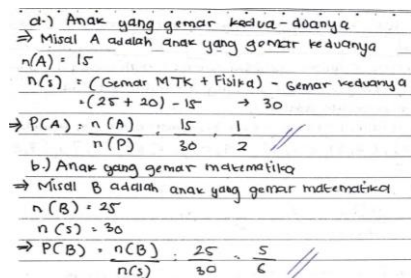 a.) Anak yang gemar kedua-duanya
⇒ Misal A adalah anak yang gemar keduanya
n(A) = 15
n(s) = (Gemar MTK + Fisika) - Gemar keduanya
= (25 + 20) - 15 → 30
⇒ P(A) = n(A) / n(P) = 15 / 30 = 1 / 2 //
b.) Anak yang gemar matematika
⇒ Misal B adalah anak yang gemar matematika
n(B) = 25
n(s) = 30
⇒ P(B) = n(B) / n(s) = 25 / 30 = 5 / 6 //